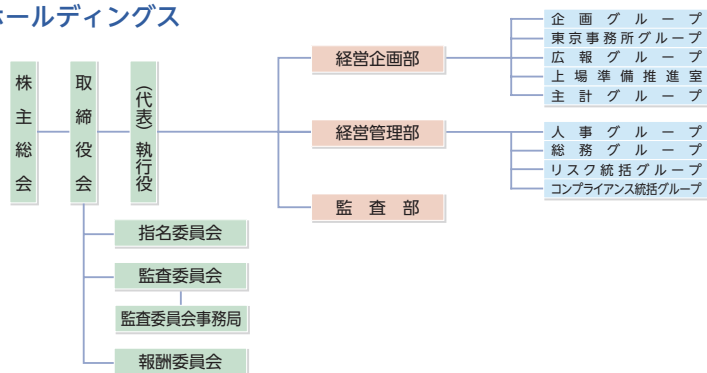 ホールディングス
株主総会
取締役会
(代表)執行役
経営企画部
企画グループ
東京事務所グループ
広報グループ
上場準備推進室
主計グループ
経営管理部
人事グループ
総務グループ
リスク統括グループ
コンプライアンス統括グループ
監査部
指名委員会
監査委員会
監査委員会事務局
報酬委員会